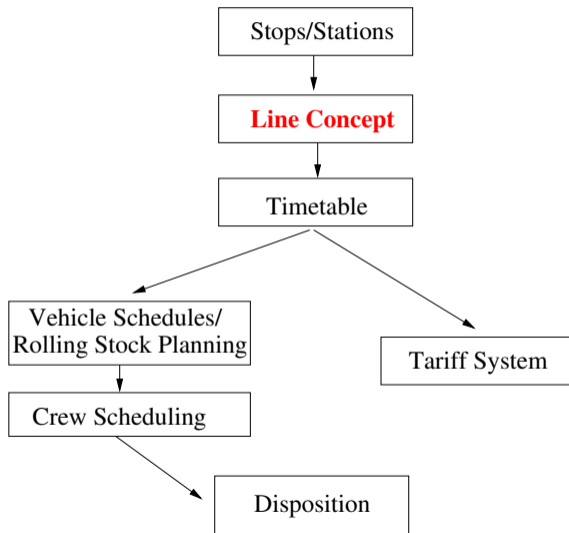 Stops/Stations
Line Concept
Timetable
Vehicle Schedules/
Rolling Stock Planning
Tariff System
Crew Scheduling
Disposition